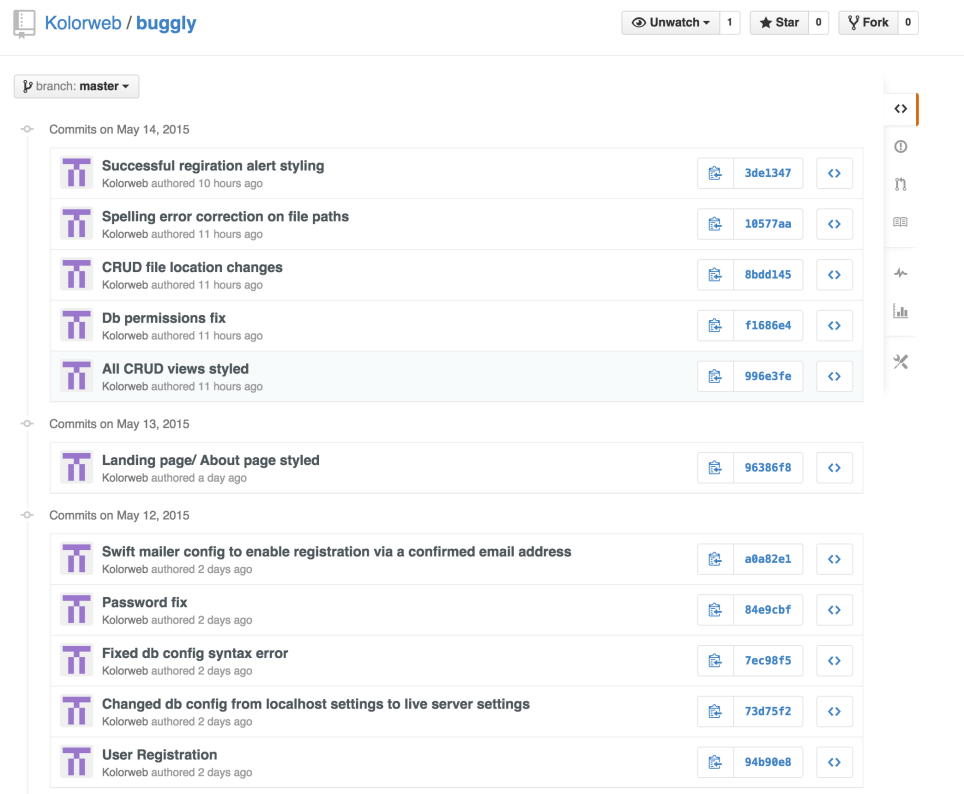 Kolorweb / buggly
Unwatch 1 Star 0 Fork 0
branch: master
Commits on May 14, 2015
Successful regiration alert styling
Kolorweb authored 10 hours ago
3de1347
Spelling error correction on file paths
Kolorweb authored 11 hours ago
10577aa
CRUD file location changes
Kolorweb authored 11 hours ago
8bdd145
Db permissions fix
Kolorweb authored 11 hours ago
f1686e4
All CRUD views styled
Kolorweb authored 11 hours ago
996e3fe
Commits on May 13, 2015
Landing page/ About page styled
Kolorweb authored a day ago
96386f8
Commits on May 12, 2015
Swift mailer config to enable registration via a confirmed email address
Kolorweb authored 2 days ago
a0a82e1
Password fix
Kolorweb authored 2 days ago
84e9cbf
Fixed db config syntax error
Kolorweb authored 2 days ago
7ec98f5
Changed db config from localhost settings to live server settings
Kolorweb authored 2 days ago
73d75f2
User Registration
Kolorweb authored 2 days ago
94b90e8